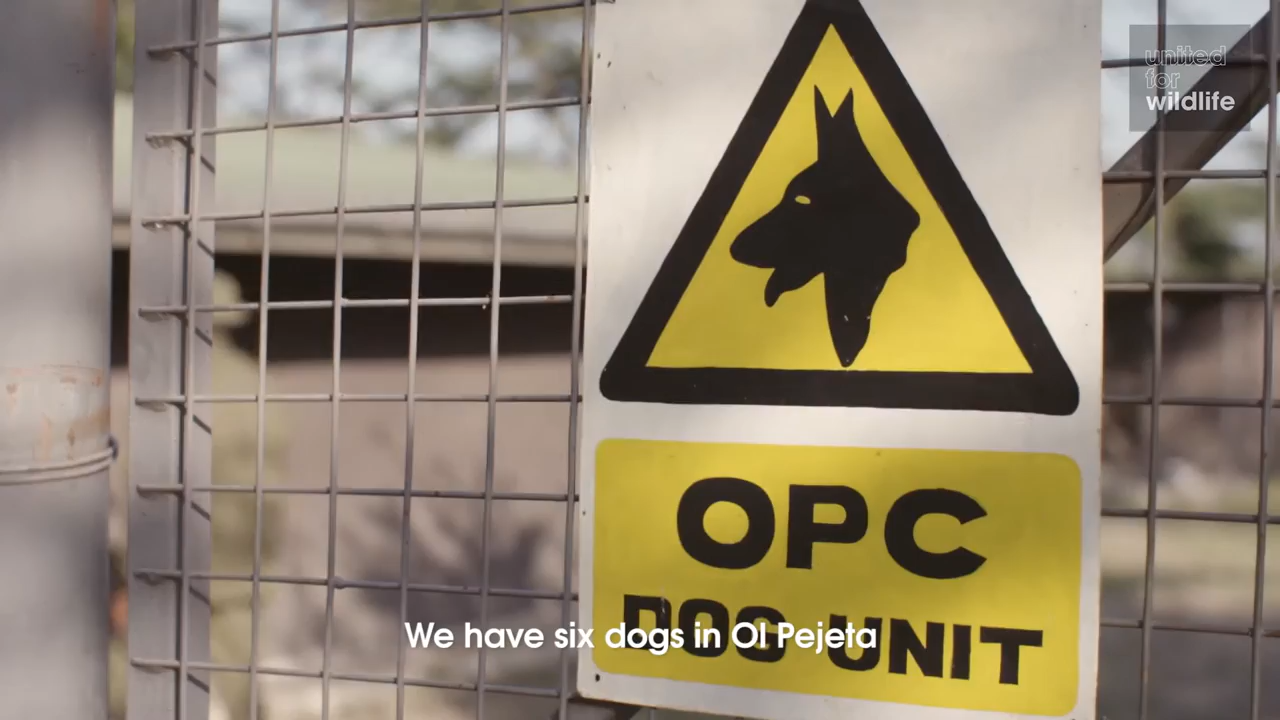 united
for
wildlife
OPC
DOG UNIT
We have six dogs in Ol Pejeta